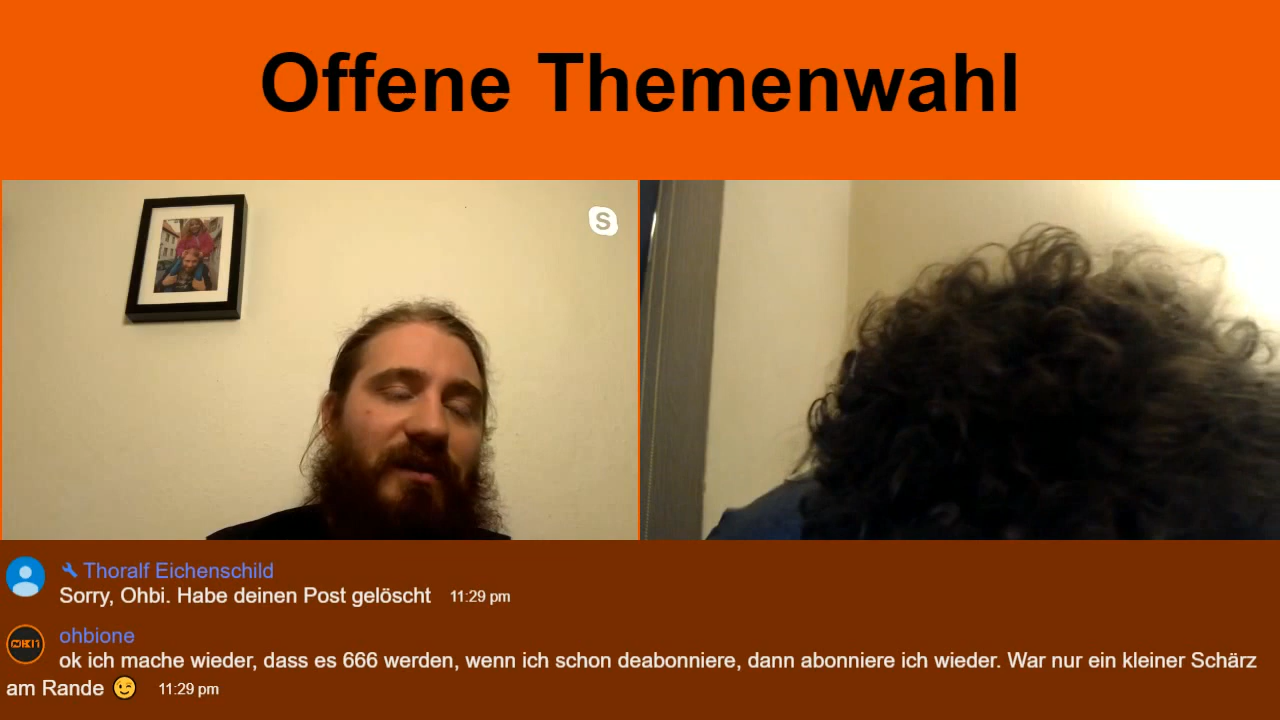 Offene Themenwahl
S
Thoralf Eichenschild
Sorry, Ohbi. Habe deinen Post gelöscht 11:29 pm
ohbione
ok ich mache wieder, dass es 666 werden, wenn ich schon deabonniere, dann abonniere ich wieder. War nur ein kleiner Schärz
am Rande 😉 11:29 pm